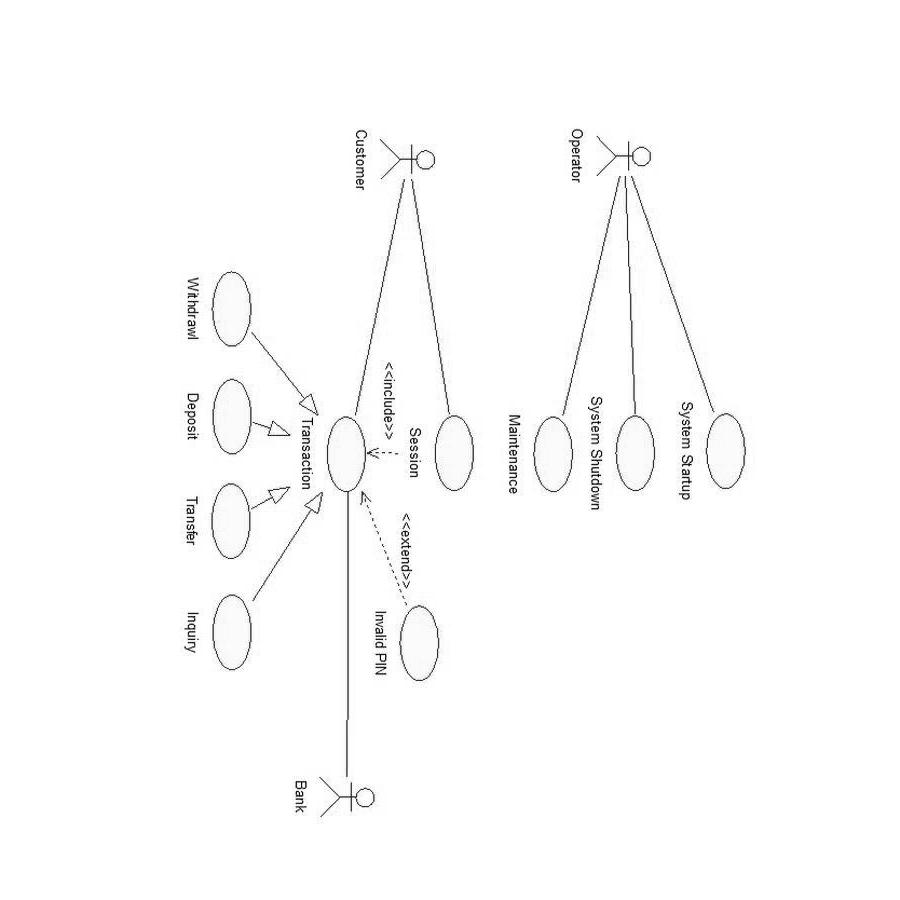 System Startup
System Shutdown
Operator
Maintenance
Session
<<extend>>
<<include>>
Invalid PIN
Customer
Transaction
Bank
Withdrawl
Deposit
Transfer
Inquiry